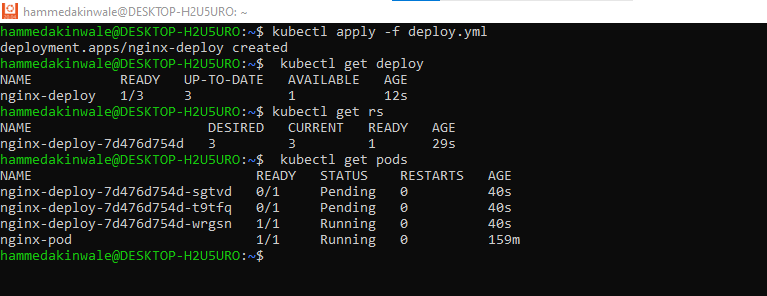 hammedakinwale@DESKTOP-H2U5URO: ~
hammedakinwale@DESKTOP-H2U5URO:~$ kubectl apply -f deploy.yml
deployment.apps/nginx-deploy created
hammedakinwale@DESKTOP-H2U5URO:~$  kubectl get deploy
NAME           READY   UP-TO-DATE   AVAILABLE   AGE
nginx-deploy   1/3     3            1           12s
hammedakinwale@DESKTOP-H2U5URO:~$ kubectl get rs
NAME                      DESIRED   CURRENT   READY   AGE
nginx-deploy-7d476d754d   3         3         1       29s
hammedakinwale@DESKTOP-H2U5URO:~$  kubectl get pods
NAME                            READY   STATUS    RESTARTS   AGE
nginx-deploy-7d476d754d-sgtvd   0/1     Pending   0          40s
nginx-deploy-7d476d754d-t9tfq   0/1     Pending   0          40s
nginx-deploy-7d476d754d-wrgsn   1/1     Running   0          40s
nginx-pod                       1/1     Running   0          159m
hammedakinwale@DESKTOP-H2U5URO:~$